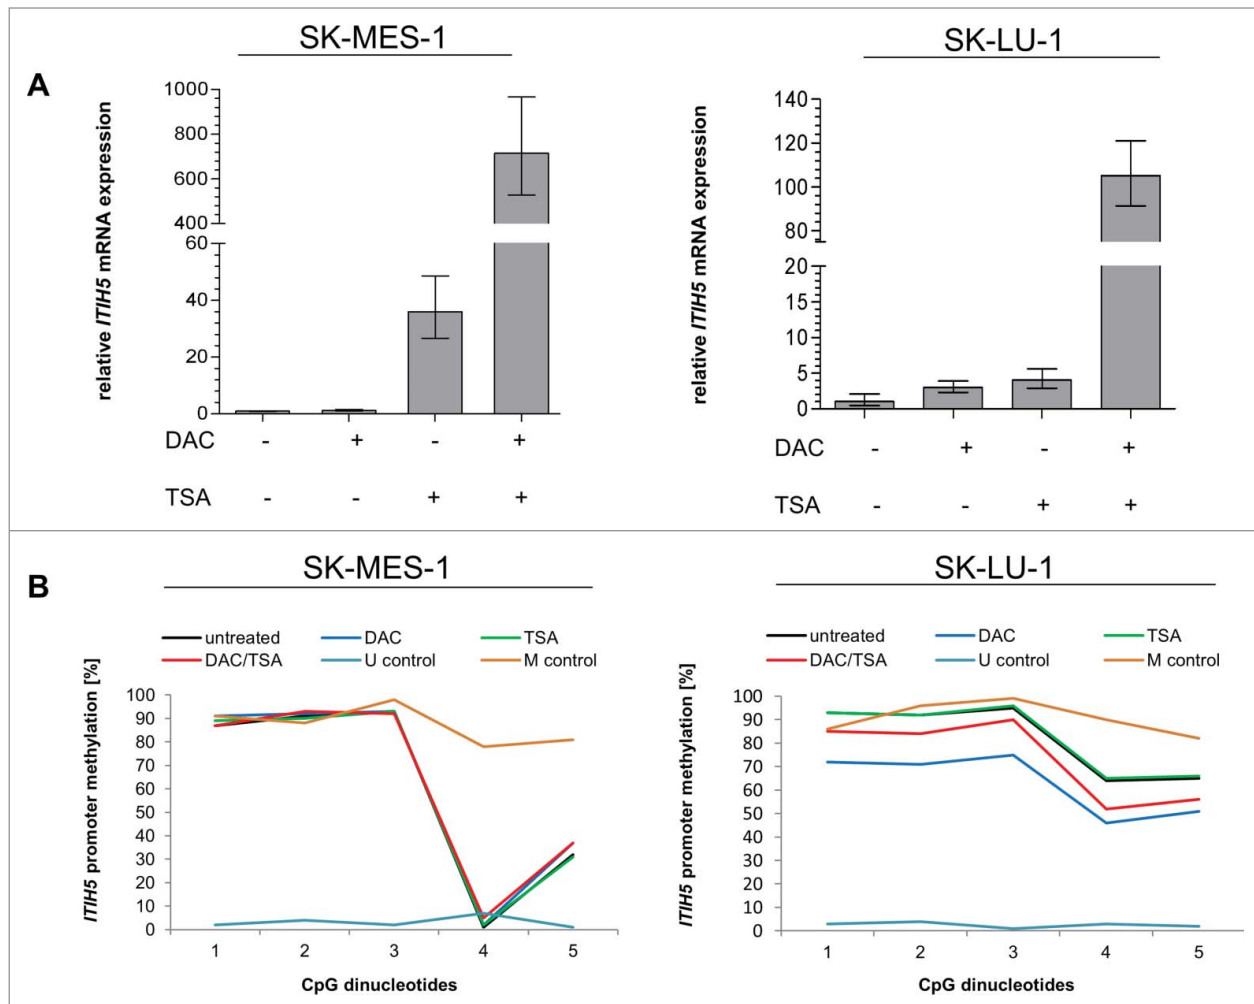 A
SK-MES-1
relative ITIH5 mRNA expression
1000
800
600
400
60
40
20
0
DAC - + - +
TSA - - + +
SK-LU-1
relative ITIH5 mRNA expression
140
120
100
80
20
15
10
5
0
DAC - + - +
TSA - - + +
B
SK-MES-1
untreated DAC TSA
DAC/TSA U control M control
ITIH5 promoter methylation [%]
100
90
80
70
60
50
40
30
20
10
0
1 2 3 4 5
CpG dinucleotides
SK-LU-1
untreated DAC TSA
DAC/TSA U control M control
ITIH5 promoter methylation [%]
100
90
80
70
60
50
40
30
20
10
0
1 2 3 4 5
CpG dinucleotides